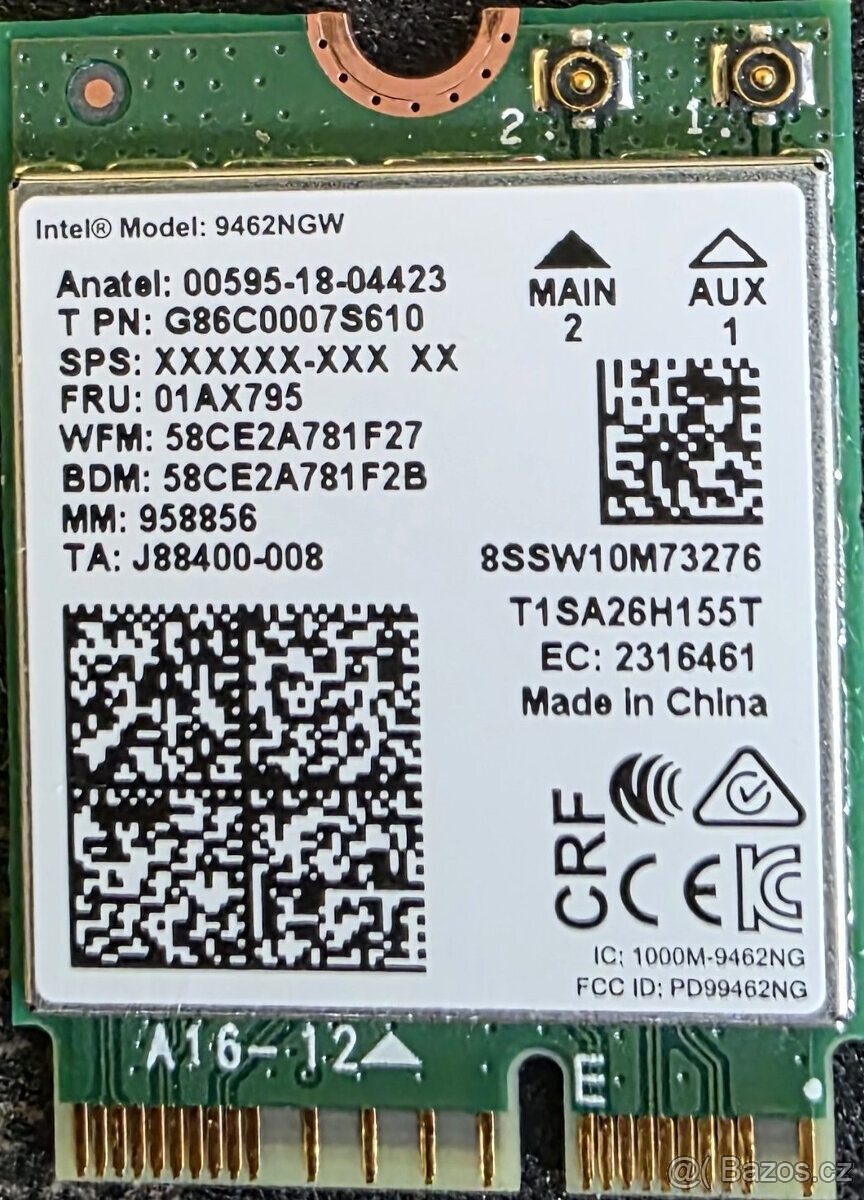 2. 1.
Intel® Model: 9462NGW
Anatel: 00595-18-04423
T PN: G86C0007S610
SPS: XXXXXX-XXX XX
FRU: 01AX795
WFM: 58CE2A781F27
BDM: 58CE2A781F2B
MM: 958856
TA: J88400-008
MAIN
2
AUX
1
8SSW10M73276
T1SA26H155T
EC: 2316461
Made in China
CRF
CE
IC: 1000M-9462NG
FCC ID: PD99462NG
A16-12
E
@( Bazos.cz